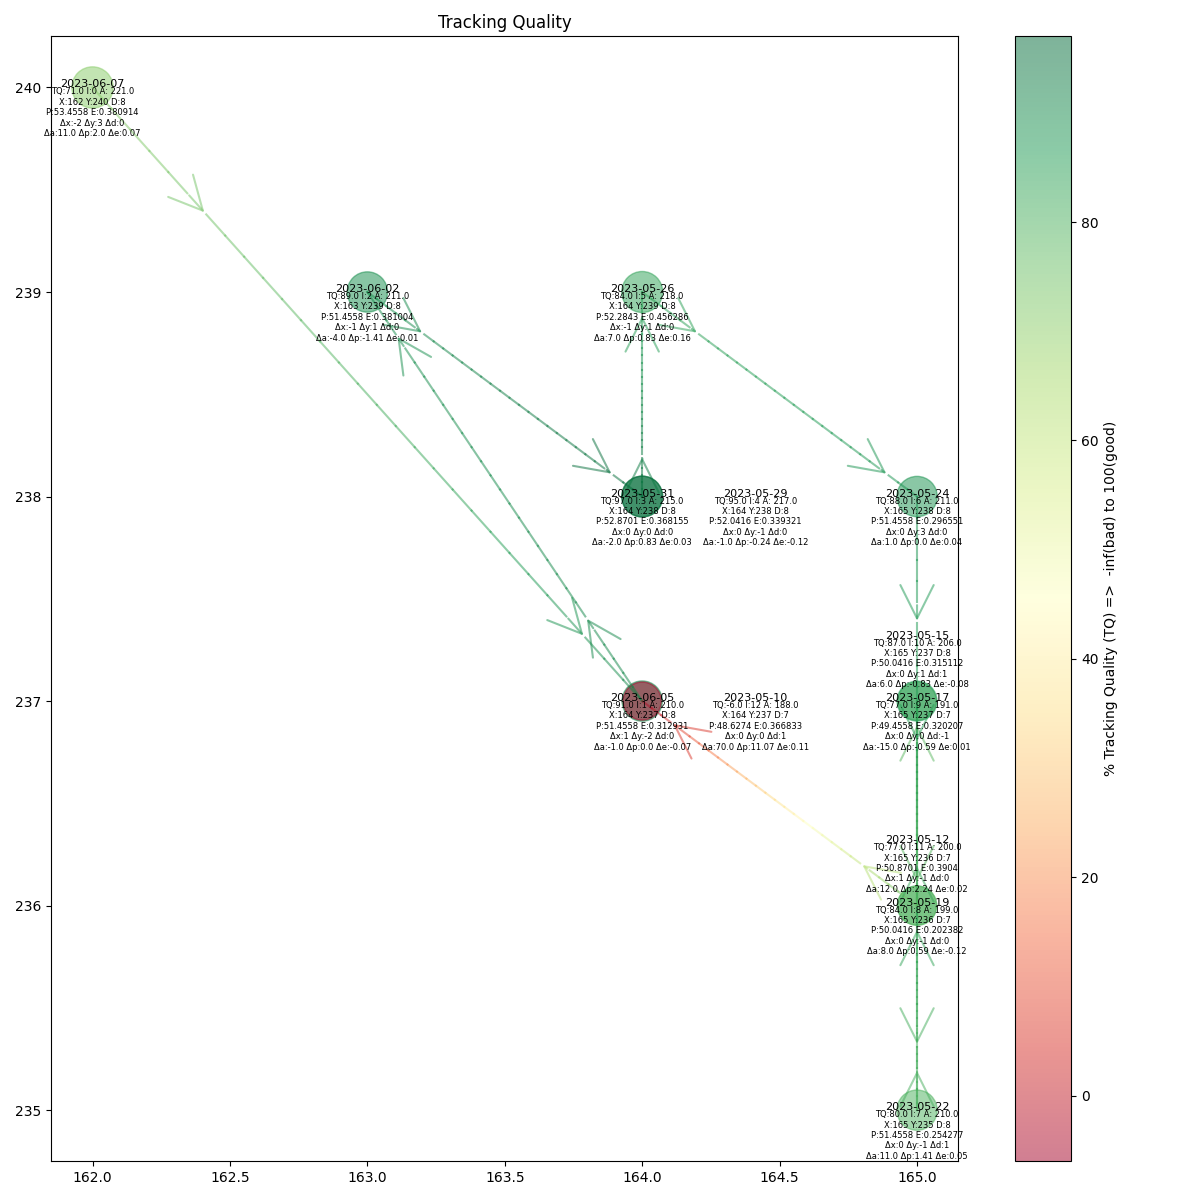 Tracking Quality
240
239
238
237
236
235
162.0
162.5
163.0
163.5
164.0
164.5
165.0
2023-06-07
TQ:71.0 I:0 A: 221.0
X:162 Y:240 D:8
P:53.4558 E:0.380914
Δx:-2 Δy:3 Δd:0
Δa:11.0 Δp:2.0 Δe:0.07
2023-06-02
TQ:89.0 I:2 A: 211.0
X:163 Y:239 D:8
P:51.4558 E:0.381004
Δx:-1 Δy:1 Δd:0
Δa:-4.0 Δp:-1.41 Δe:0.01
2023-05-26
TQ:84.0 I:5 A: 218.0
X:164 Y:239 D:8
P:52.2843 E:0.456286
Δx:-1 Δy:1 Δd:0
Δa:7.0 Δp:0.83 Δe:0.16
2023-05-31
TQ:97.0 I:3 A: 215.0
X:164 Y:238 D:8
P:52.8701 E:0.368155
Δx:0 Δy:0 Δd:0
Δa:-2.0 Δp:0.83 Δe:0.03
2023-05-29
TQ:95.0 I:4 A: 217.0
X:164 Y:238 D:8
P:52.0416 E:0.339321
Δx:0 Δy:-1 Δd:0
Δa:-1.0 Δp:-0.24 Δe:-0.12
2023-05-24
TQ:88.0 I:6 A: 211.0
X:165 Y:238 D:8
P:51.4558 E:0.296551
Δx:0 Δy:3 Δd:0
Δa:1.0 Δp:0.0 Δe:0.04
2023-05-15
TQ:87.0 I:10 A: 206.0
X:165 Y:237 D:8
P:50.0416 E:0.315112
Δx:0 Δy:1 Δd:1
Δa:6.0 Δp:-0.83 Δe:-0.08
2023-05-17
TQ:77.0 I:9 A: 191.0
X:165 Y:237 D:7
P:49.4558 E:0.320207
Δx:0 Δy:0 Δd:-1
Δa:-15.0 Δp:-0.59 Δe:0.01
2023-06-05
TQ:91.0 I:1 A: 210.0
X:164 Y:237 D:8
P:51.4558 E:0.312931
Δx:1 Δy:-2 Δd:0
Δa:-1.0 Δp:0.0 Δe:-0.07
2023-05-10
TQ:-6.0 I:12 A: 188.0
X:164 Y:237 D:7
P:48.6274 E:0.366833
Δx:0 Δy:0 Δd:1
Δa:70.0 Δp:11.07 Δe:0.11
2023-05-12
TQ:77.0 I:11 A: 200.0
X:165 Y:236 D:7
P:50.8701 E:0.3904
Δx:1 Δy:-1 Δd:0
Δa:12.0 Δp:2.24 Δe:0.02
2023-05-19
TQ:84.0 I:8 A: 199.0
X:165 Y:236 D:7
P:50.0416 E:0.202382
Δx:0 Δy:-1 Δd:0
Δa:8.0 Δp:0.59 Δe:-0.12
2023-05-22
TQ:80.0 I:7 A: 210.0
X:165 Y:235 D:8
P:51.4558 E:0.254277
Δx:0 Δy:-1 Δd:1
Δa:11.0 Δp:1.41 Δe:0.05
80
60
40
20
0
% Tracking Quality (TQ) => -inf(bad) to 100(good)